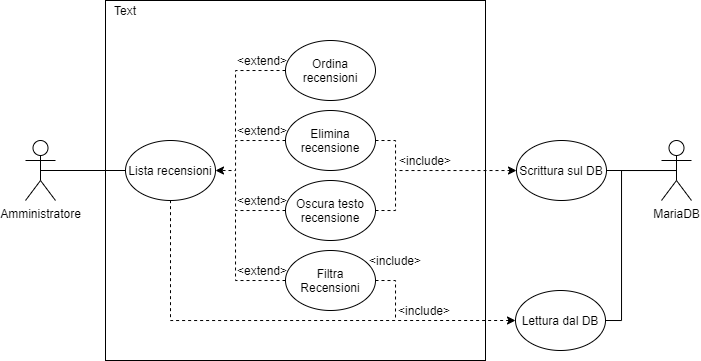 Text
<extend>
Ordina
recensioni
<extend>
Elimina
recensione
<include>
Lista recensioni
Scrittura sul DB
Amministratore
MariaDB
<extend>
Oscura testo
recensione
<extend>
Filtra
Recensioni
<include>
<include>
Lettura dal DB